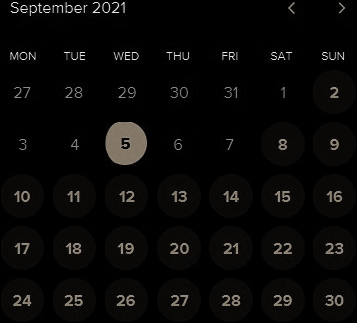 September 2021 < >
MON TUE WED THU FRI SAT SUN
27 28 29 30 31 1 2
3 4 5 6 7 8 9
10 11 12 13 14 15 16
17 18 19 20 21 22 23
24 25 26 27 28 29 30